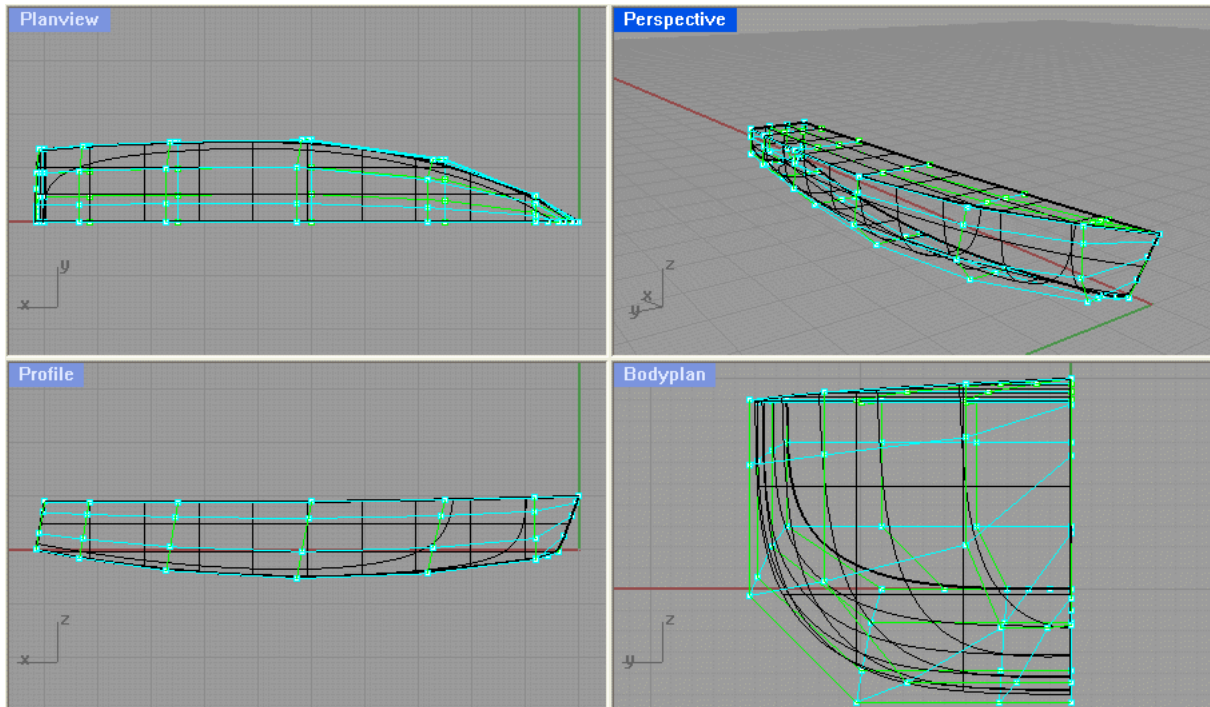 Planview
y
x
Perspective
z
x
y
Profile
z
x
Bodyplan
z
y